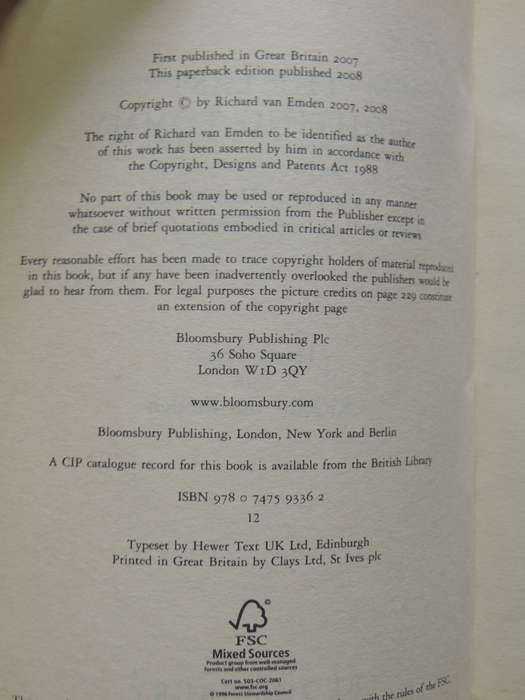 First published in Great Britain 2007
This paperback edition published 2008
Copyright © by Richard van Emden 2007, 2008
The right of Richard van Emden to be identified as the author
of this work has been asserted by him in accordance with
the Copyright, Designs and Patents Act 1988
No part of this book may be used or reproduced in any manner
whatsoever without written permission from the Publisher except in
the case of brief quotations embodied in critical articles or reviews
Every reasonable effort has been made to trace copyright holders of material reproduced
in this book, but if any have been inadvertently overlooked the publishers would be
glad to hear from them. For legal purposes the picture credits on page 229 constitute
an extension of the copyright page
Bloomsbury Publishing Plc
36 Soho Square
London W1D 3QY
www.bloomsbury.com
Bloomsbury Publishing, London, New York and Berlin
A CIP catalogue record for this book is available from the British Library
ISBN 978 0 7475 9336 2
12
Typeset by Hewer Text UK Ltd, Edinburgh
Printed in Great Britain by Clays Ltd, St Ives plc
FSC
Mixed Sources
Product group from well-managed
forests and other controlled sources
Cert no. SGS-COC-2061
www.fsc.org
© 1996 Forest Stewardship Council
with the rules of the FSC.